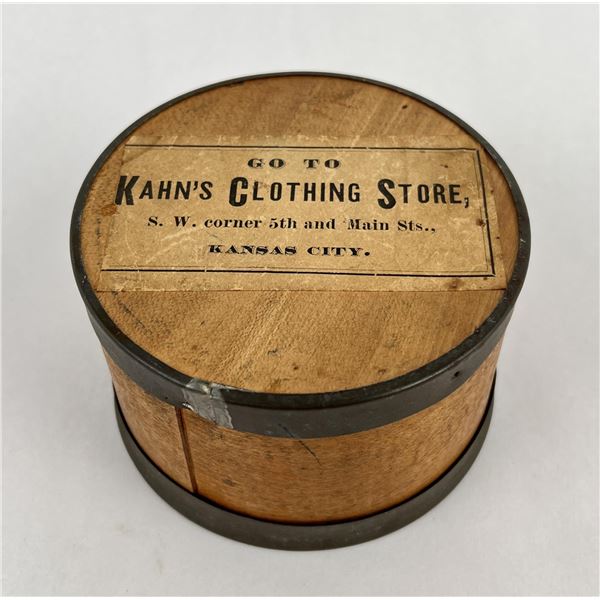 GO TO
KAHN'S CLOTHING STORE,
S. W. corner 5th and Main Sts.,
KANSAS CITY.